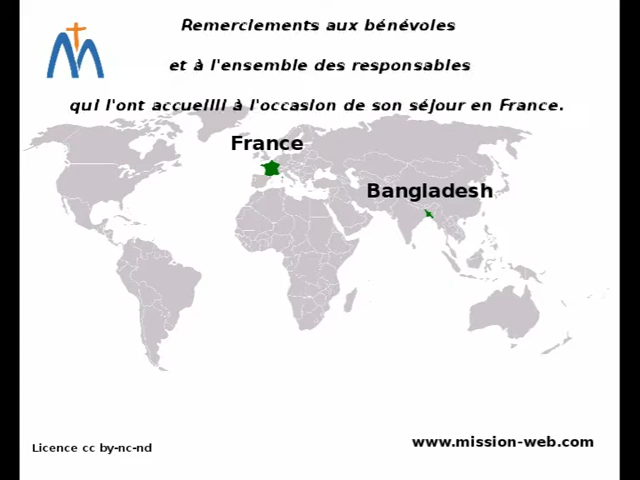 Remerciements aux bénévoles
et à l'ensemble des responsables
qui l'ont accueilli à l'occasion de son séjour en France.
France
Bangladesh
Licence cc by-nc-nd
www.mission-web.com